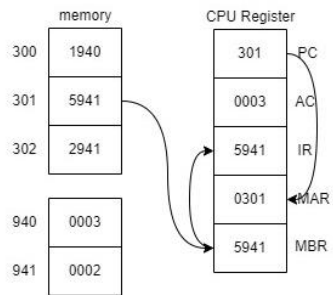 memory
CPU Register
300 1940 301 PC
301 5941 0003 AC
302 2941 5941 IR
0301 MAR
940 0003 5941 MBR
941 0002